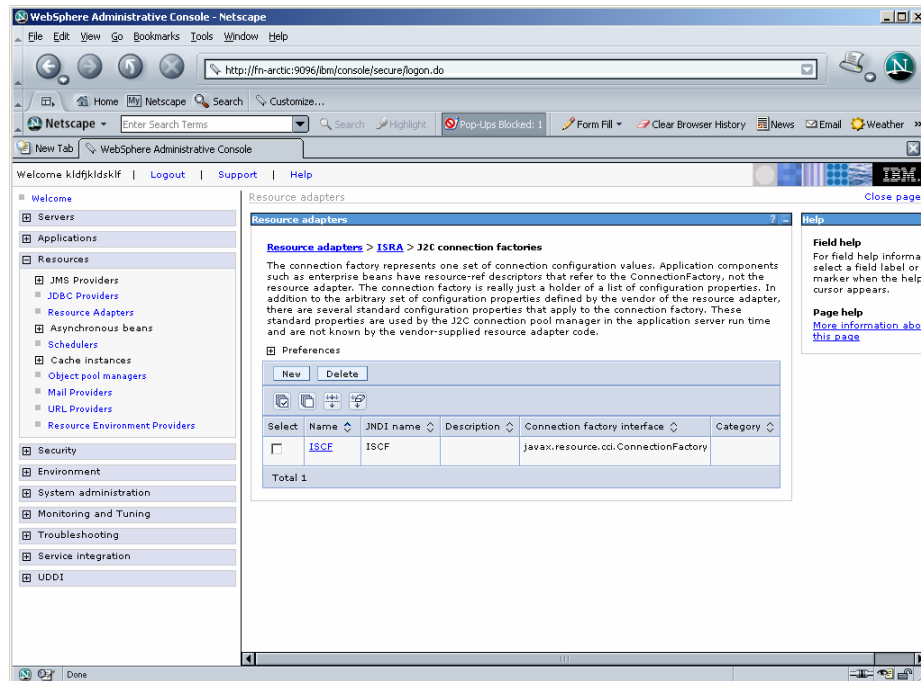 WebSphere Administrative Console - Netscape
File Edit View Go Bookmarks Tools Window Help
http://fn-arctic:9096/ibm/console/secure/logon.do
Home My Netscape Search Customize...
Netscape Enter Search Terms Search Highlight Pop-Ups Blocked: 1 Form Fill Clear Browser History News Email Weather »
New Tab WebSphere Administrative Console
Welcome kldfjkldsklf | Logout | Support | Help IBM.
Welcome
Servers
Applications
Resources
JMS Providers
JDBC Providers
Resource Adapters
Asynchronous beans
Schedulers
Cache instances
Object pool managers
Mail Providers
URL Providers
Resource Environment Providers
Security
Environment
System administration
Monitoring and Tuning
Troubleshooting
Service integration
UDDI
Resource adapters Close page
Resource adapters ? –
Resource adapters > ISRA > J2C connection factories
The connection factory represents one set of connection configuration values. Application components
such as enterprise beans have resource-ref descriptors that refer to the ConnectionFactory, not the
resource adapter. The connection factory is really just a holder of a list of configuration properties. In
addition to the arbitrary set of configuration properties defined by the vendor of the resource adapter,
there are several standard configuration properties that apply to the connection factory. These
standard properties are used by the J2C connection pool manager in the application server run time
and are not known by the vendor-supplied resource adapter code.
Preferences
New Delete
Select Name JNDI name Description Connection factory interface Category
ISCF ISCF javax.resource.cci.ConnectionFactory
Total 1
Help
Field help
For field help informa
select a field label or
marker when the help
cursor appears.
Page help
More information abo
this page
Done